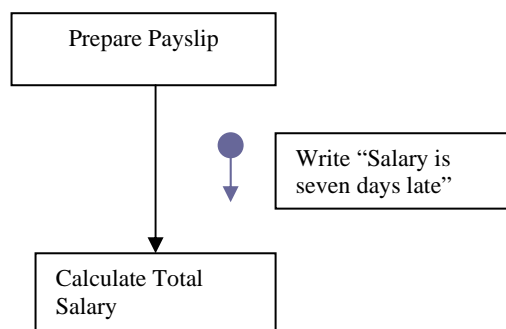 Prepare Payslip
Write “Salary is
seven days late”
Calculate Total
Salary